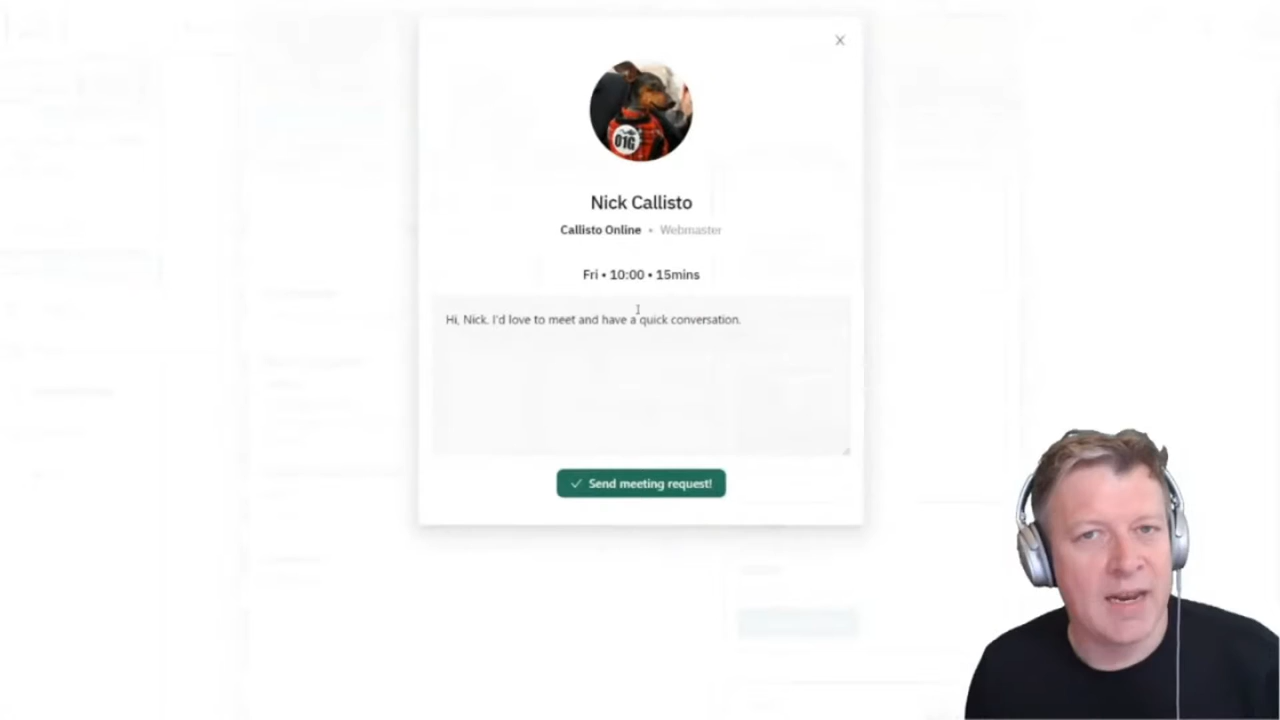 01G
Nick Callisto
Callisto Online • Webmaster
Fri • 10:00 • 15mins
Hi, Nick. I'd love to meet and have a quick conversation.
Send meeting request!